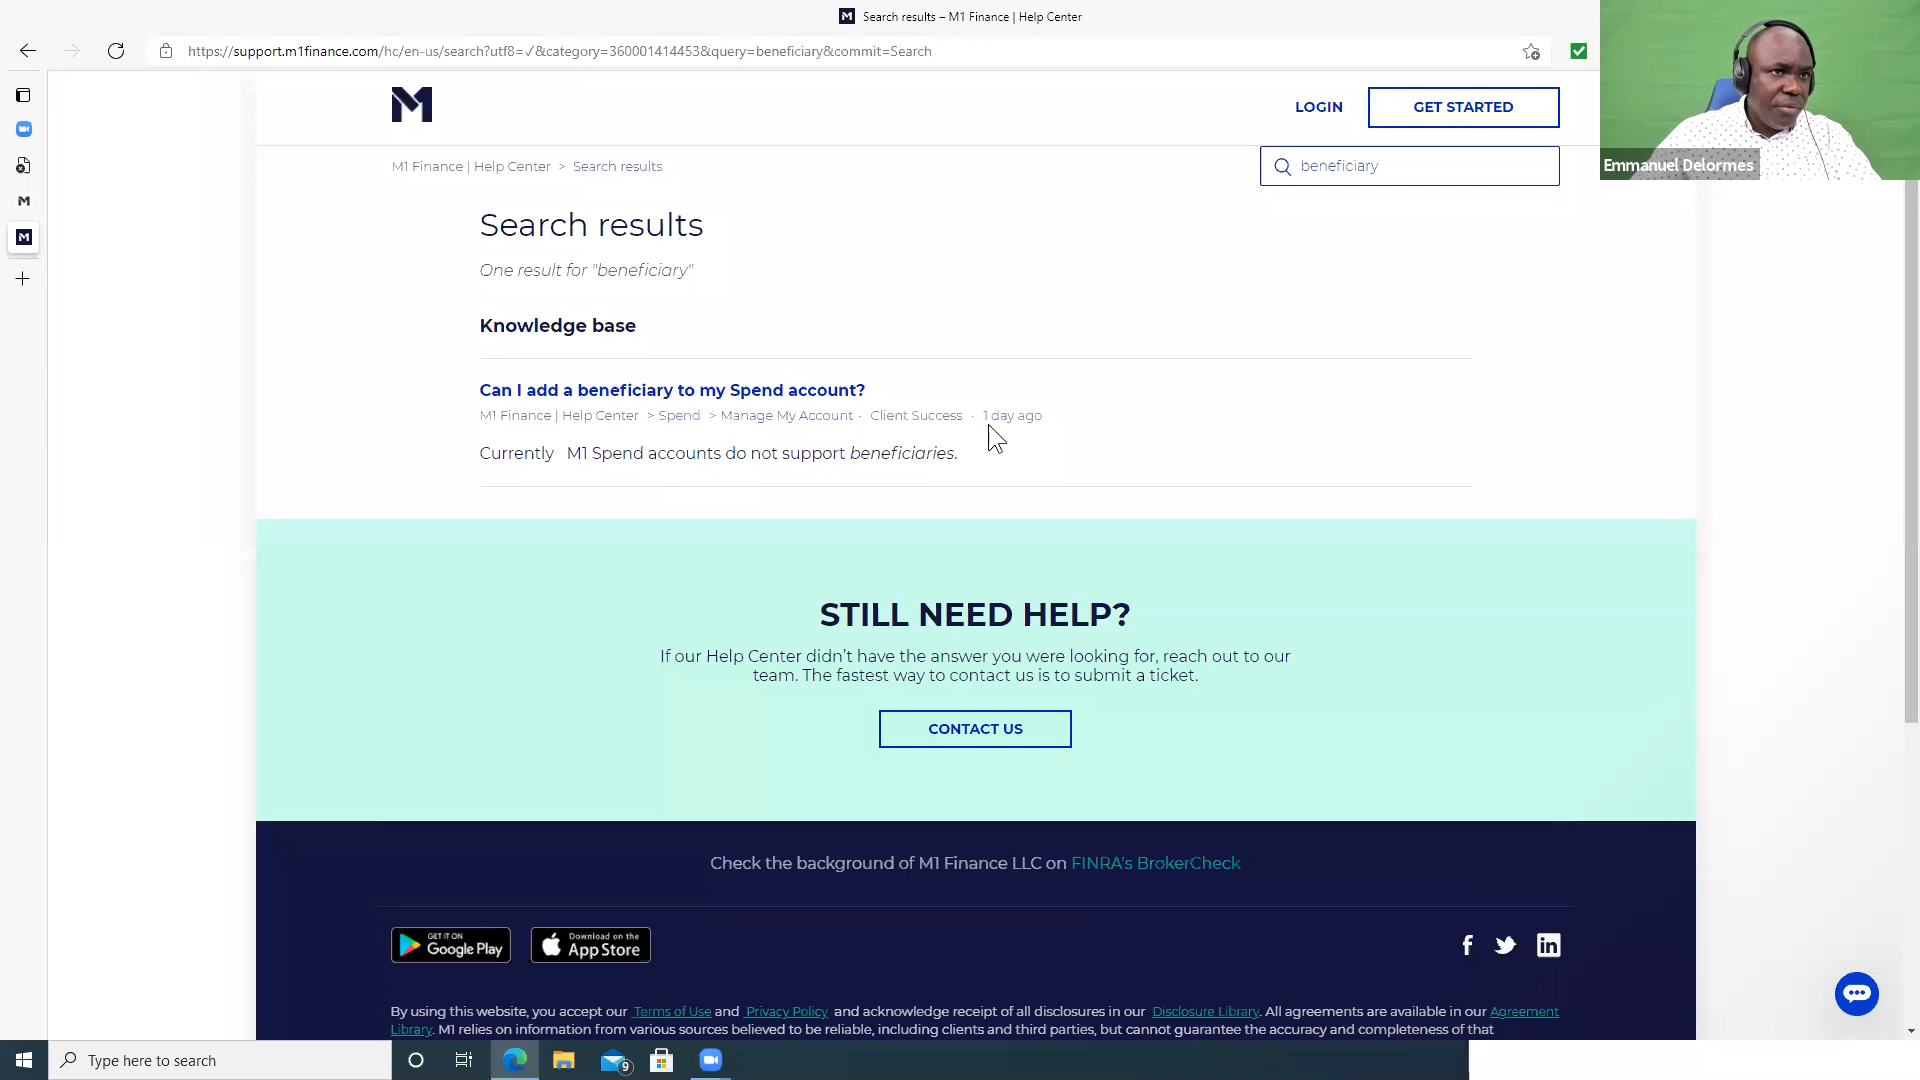 Search results – M1 Finance | Help Center
https://support.m1finance.com/hc/en-us/search?utf8=✓&category=360001414453&query=beneficiary&commit=Search
LOGIN
GET STARTED
Emmanuel Delormes
M1 Finance | Help Center > Search results
beneficiary
Search results
One result for "beneficiary"
Knowledge base
Can I add a beneficiary to my Spend account?
M1 Finance | Help Center > Spend > Manage My Account · Client Success · 1 day ago
Currently M1 Spend accounts do not support beneficiaries.
STILL NEED HELP?
If our Help Center didn't have the answer you were looking for, reach out to our
team. The fastest way to contact us is to submit a ticket.
CONTACT US
Check the background of M1 Finance LLC on FINRA's BrokerCheck
GET IT ON
Google Play
Download on the
App Store
By using this website, you accept our Terms of Use and Privacy Policy and acknowledge receipt of all disclosures in our Disclosure Library. All agreements are available in our Agreement
Library. M1 relies on information from various sources believed to be reliable, including clients and third parties, but cannot guarantee the accuracy and completeness of that
Type here to search
9